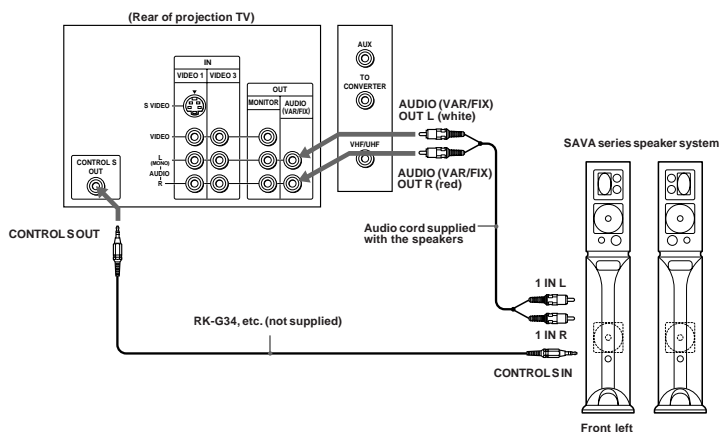 (Rear of projection TV)
IN
VIDEO 1 VIDEO 3
OUT
MONITOR AUDIO (VAR/FIX)
S VIDEO
VIDEO
L
(MONO)
AUDIO
R
CONTROL S
OUT
AUX
TO
CONVERTER
VHF/UHF
AUDIO (VAR/FIX)
OUT L (white)
AUDIO (VAR/FIX)
OUT R (red)
SAVA series speaker system
CONTROL S OUT
Audio cord supplied
with the speakers
1 IN L
1 IN R
RK-G34, etc. (not supplied)
CONTROL S IN
Front left